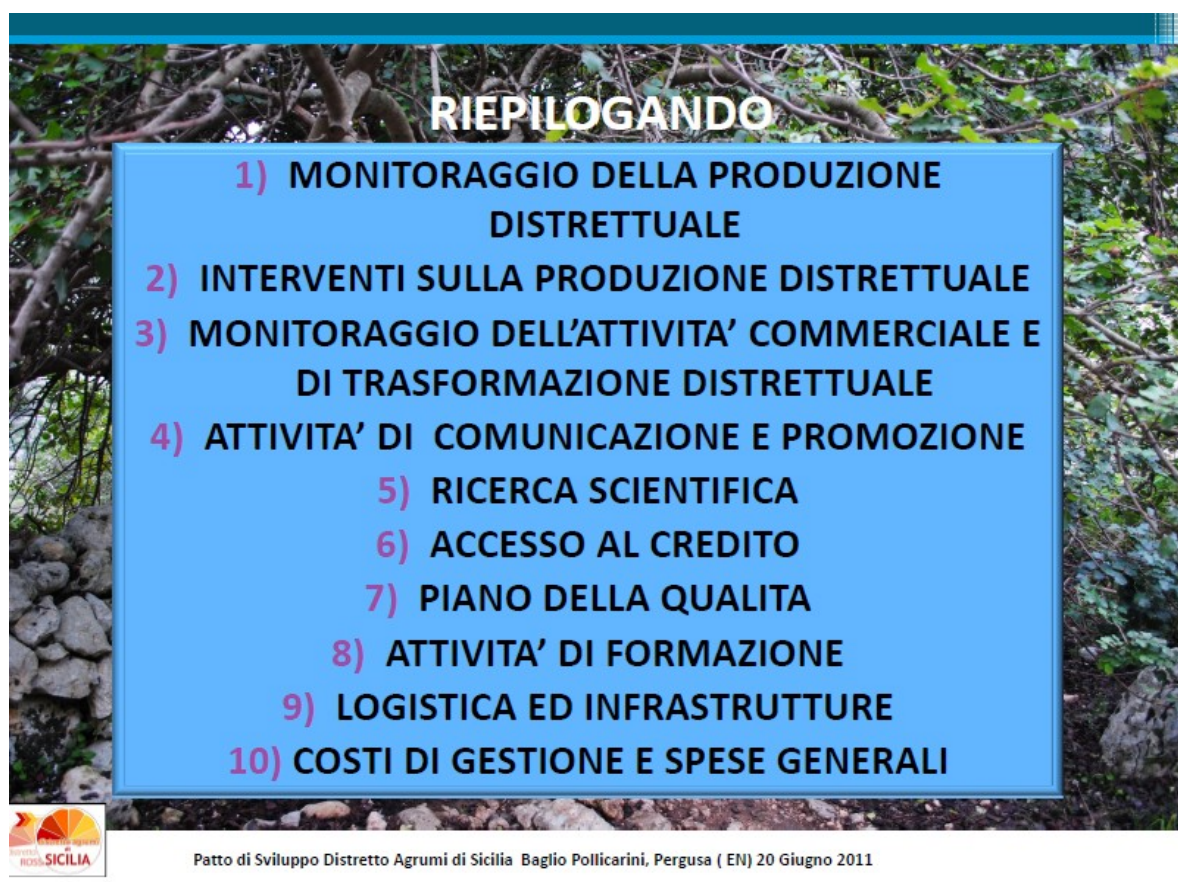 RIEPILOGANDO
1) MONITORAGGIO DELLA PRODUZIONE
DISTRETTUALE
2) INTERVENTI SULLA PRODUZIONE DISTRETTUALE
3) MONITORAGGIO DELL’ATTIVITA’ COMMERCIALE E
DI TRASFORMAZIONE DISTRETTUALE
4) ATTIVITA’ DI COMUNICAZIONE E PROMOZIONE
5) RICERCA SCIENTIFICA
6) ACCESSO AL CREDITO
7) PIANO DELLA QUALITA
8) ATTIVITA’ DI FORMAZIONE
9) LOGISTICA ED INFRASTRUTTURE
10) COSTI DI GESTIONE E SPESE GENERALI
SICILIA
Patto di Sviluppo Distretto Agrumi di Sicilia Baglio Pollicarini, Pergusa ( EN) 20 Giugno 2011